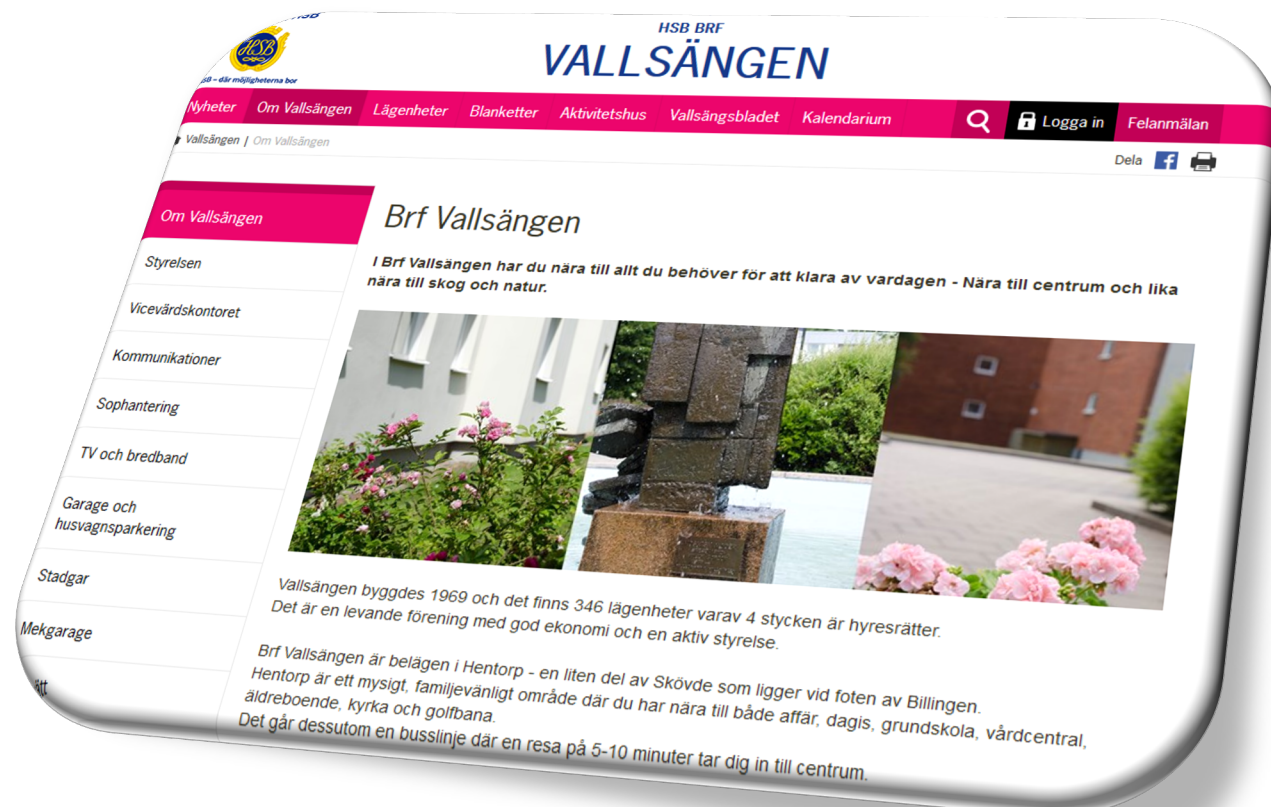 HSB BRF
VALLSÄNGEN
HSB
där möjligheterna bor
Nyheter Om Vallsängen Lägenheter Blanketter Aktivitetshus Vallsängsbladet Kalendarium Logga in Felanmälan
Vallsängen | Om Vallsängen
Dela
Om Vallsängen
Styrelsen
Vicevärdskontoret
Kommunikationer
Sophantering
TV och bredband
Garage och
husvagnsparkering
Stadgar
Mekgarage
Brf Vallsängen
I Brf Vallsängen har du nära till allt du behöver för att klara av vardagen - Nära till centrum och lika
nära till skog och natur.
Vallsängen byggdes 1969 och det finns 346 lägenheter varav 4 stycken är hyresrätter.
Det är en levande förening med god ekonomi och en aktiv styrelse.
Brf Vallsängen är belägen i Hentorp - en liten del av Skövde som ligger vid foten av Billingen.
Hentorp är ett mysigt, familjevänligt område där du har nära till både affär, dagis, grundskola, vårdcentral,
äldreboende, kyrka och golfbana.
Det går dessutom en busslinje där en resa på 5-10 minuter tar dig in till centrum.